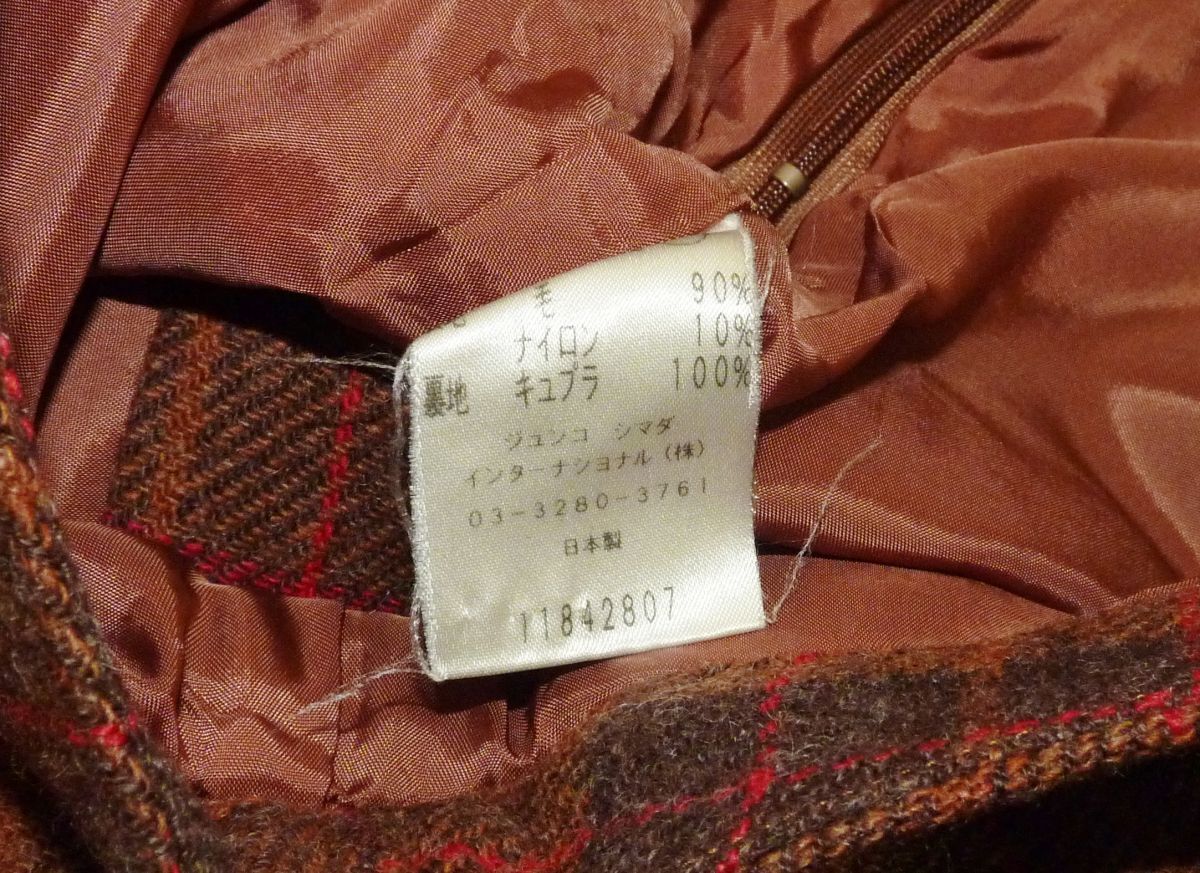 モ 90%
ナイロン 10%
裏地 キュプラ 100%
ジュンコ シマダ
インターナショナル(株)
03-3280-3761
日本製
11842807